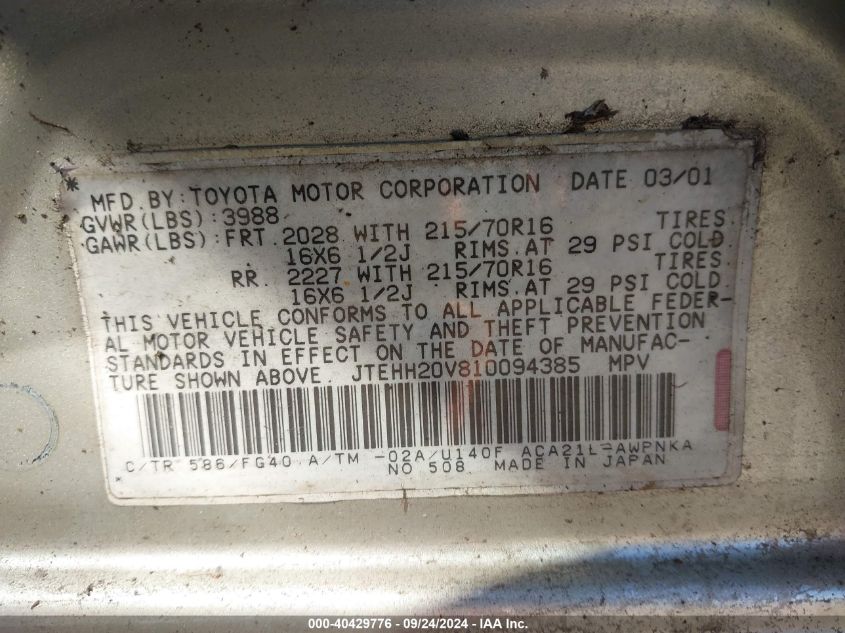 * MFD.BY:TOYOTA MOTOR CORPORATION DATE 03/01
GVWR(LBS):3988
GAWR(LBS):FRT.2028 WITH 215/70R16 TIRES
16X6 1/2J RIMS.AT 29 PSI COLD
RR. 2227 WITH 215/70R16 TIRES
16X6 1/2J RIMS.AT 29 PSI COLD.
THIS VEHICLE CONFORMS TO ALL APPLICABLE FEDER-
AL MOTOR VEHICLE SAFETY AND THEFT PREVENTION
STANDARDS IN EFFECT ON THE DATE OF MANUFAC-
TURE SHOWN ABOVE. JTEHH20V810094385 MPV
C/TR 586/FG40 A/TM -02A/U140F ACA21L-AWPNKA
* NO 508 MADE IN JAPAN
000-40429776 - 09/24/2024 - Copyright © 2024 IAA, Inc.